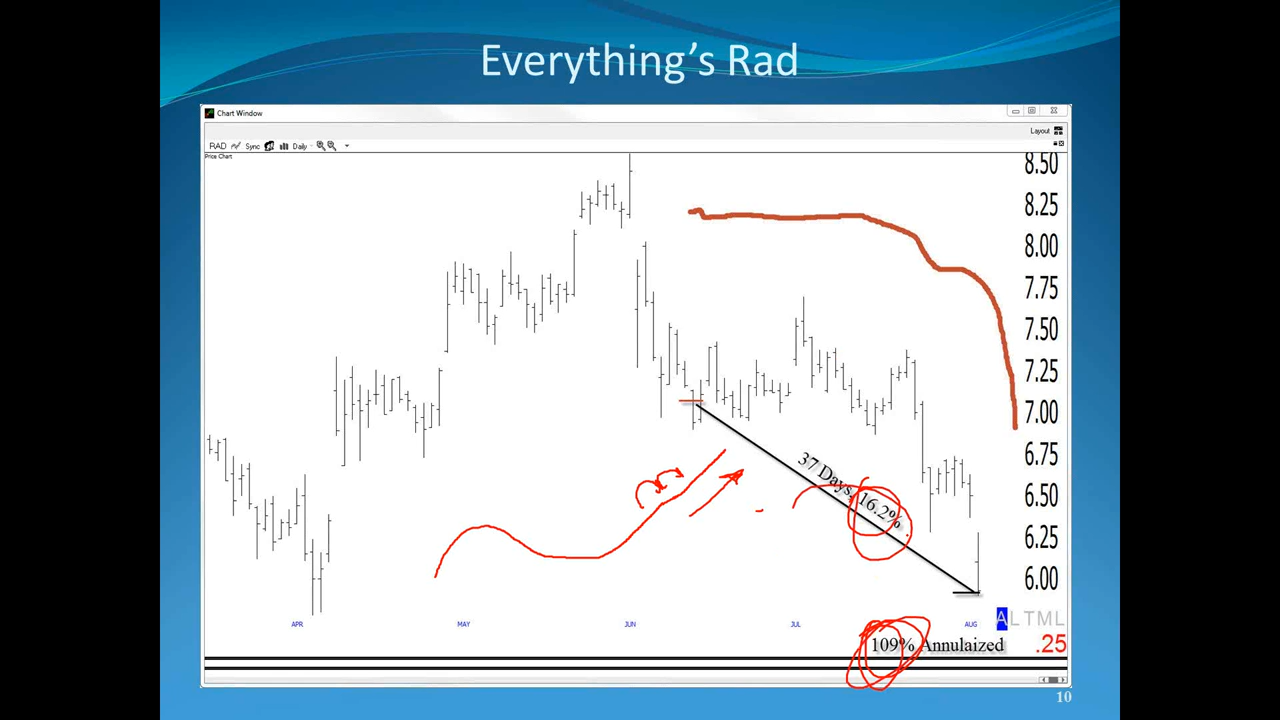 Everything's Rad
Chart Window
Layout
RAD Sync Daily
Price Chart
8.50
8.25
8.00
7.75
7.50
7.25
7.00
6.75
6.50
6.25
6.00
37 Days, 16.2%
APR MAY JUN JUL AUG
A L T M L
109% Annulaized
.25
10